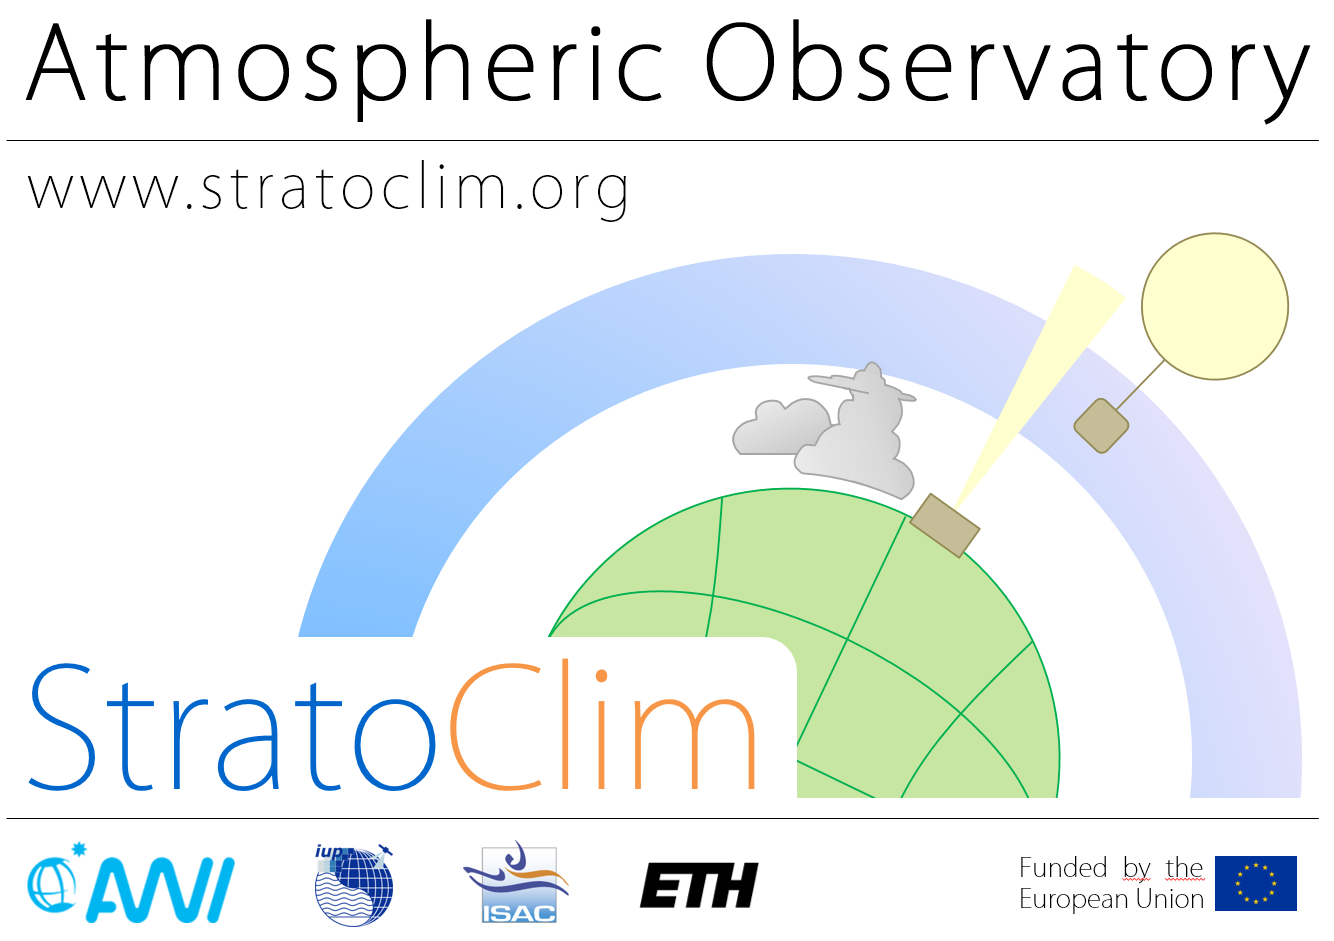 Atmospheric Observatory
www.stratoclim.org
StratoClim
AWI
iup
ISAC
ETH
Funded by the
European Union